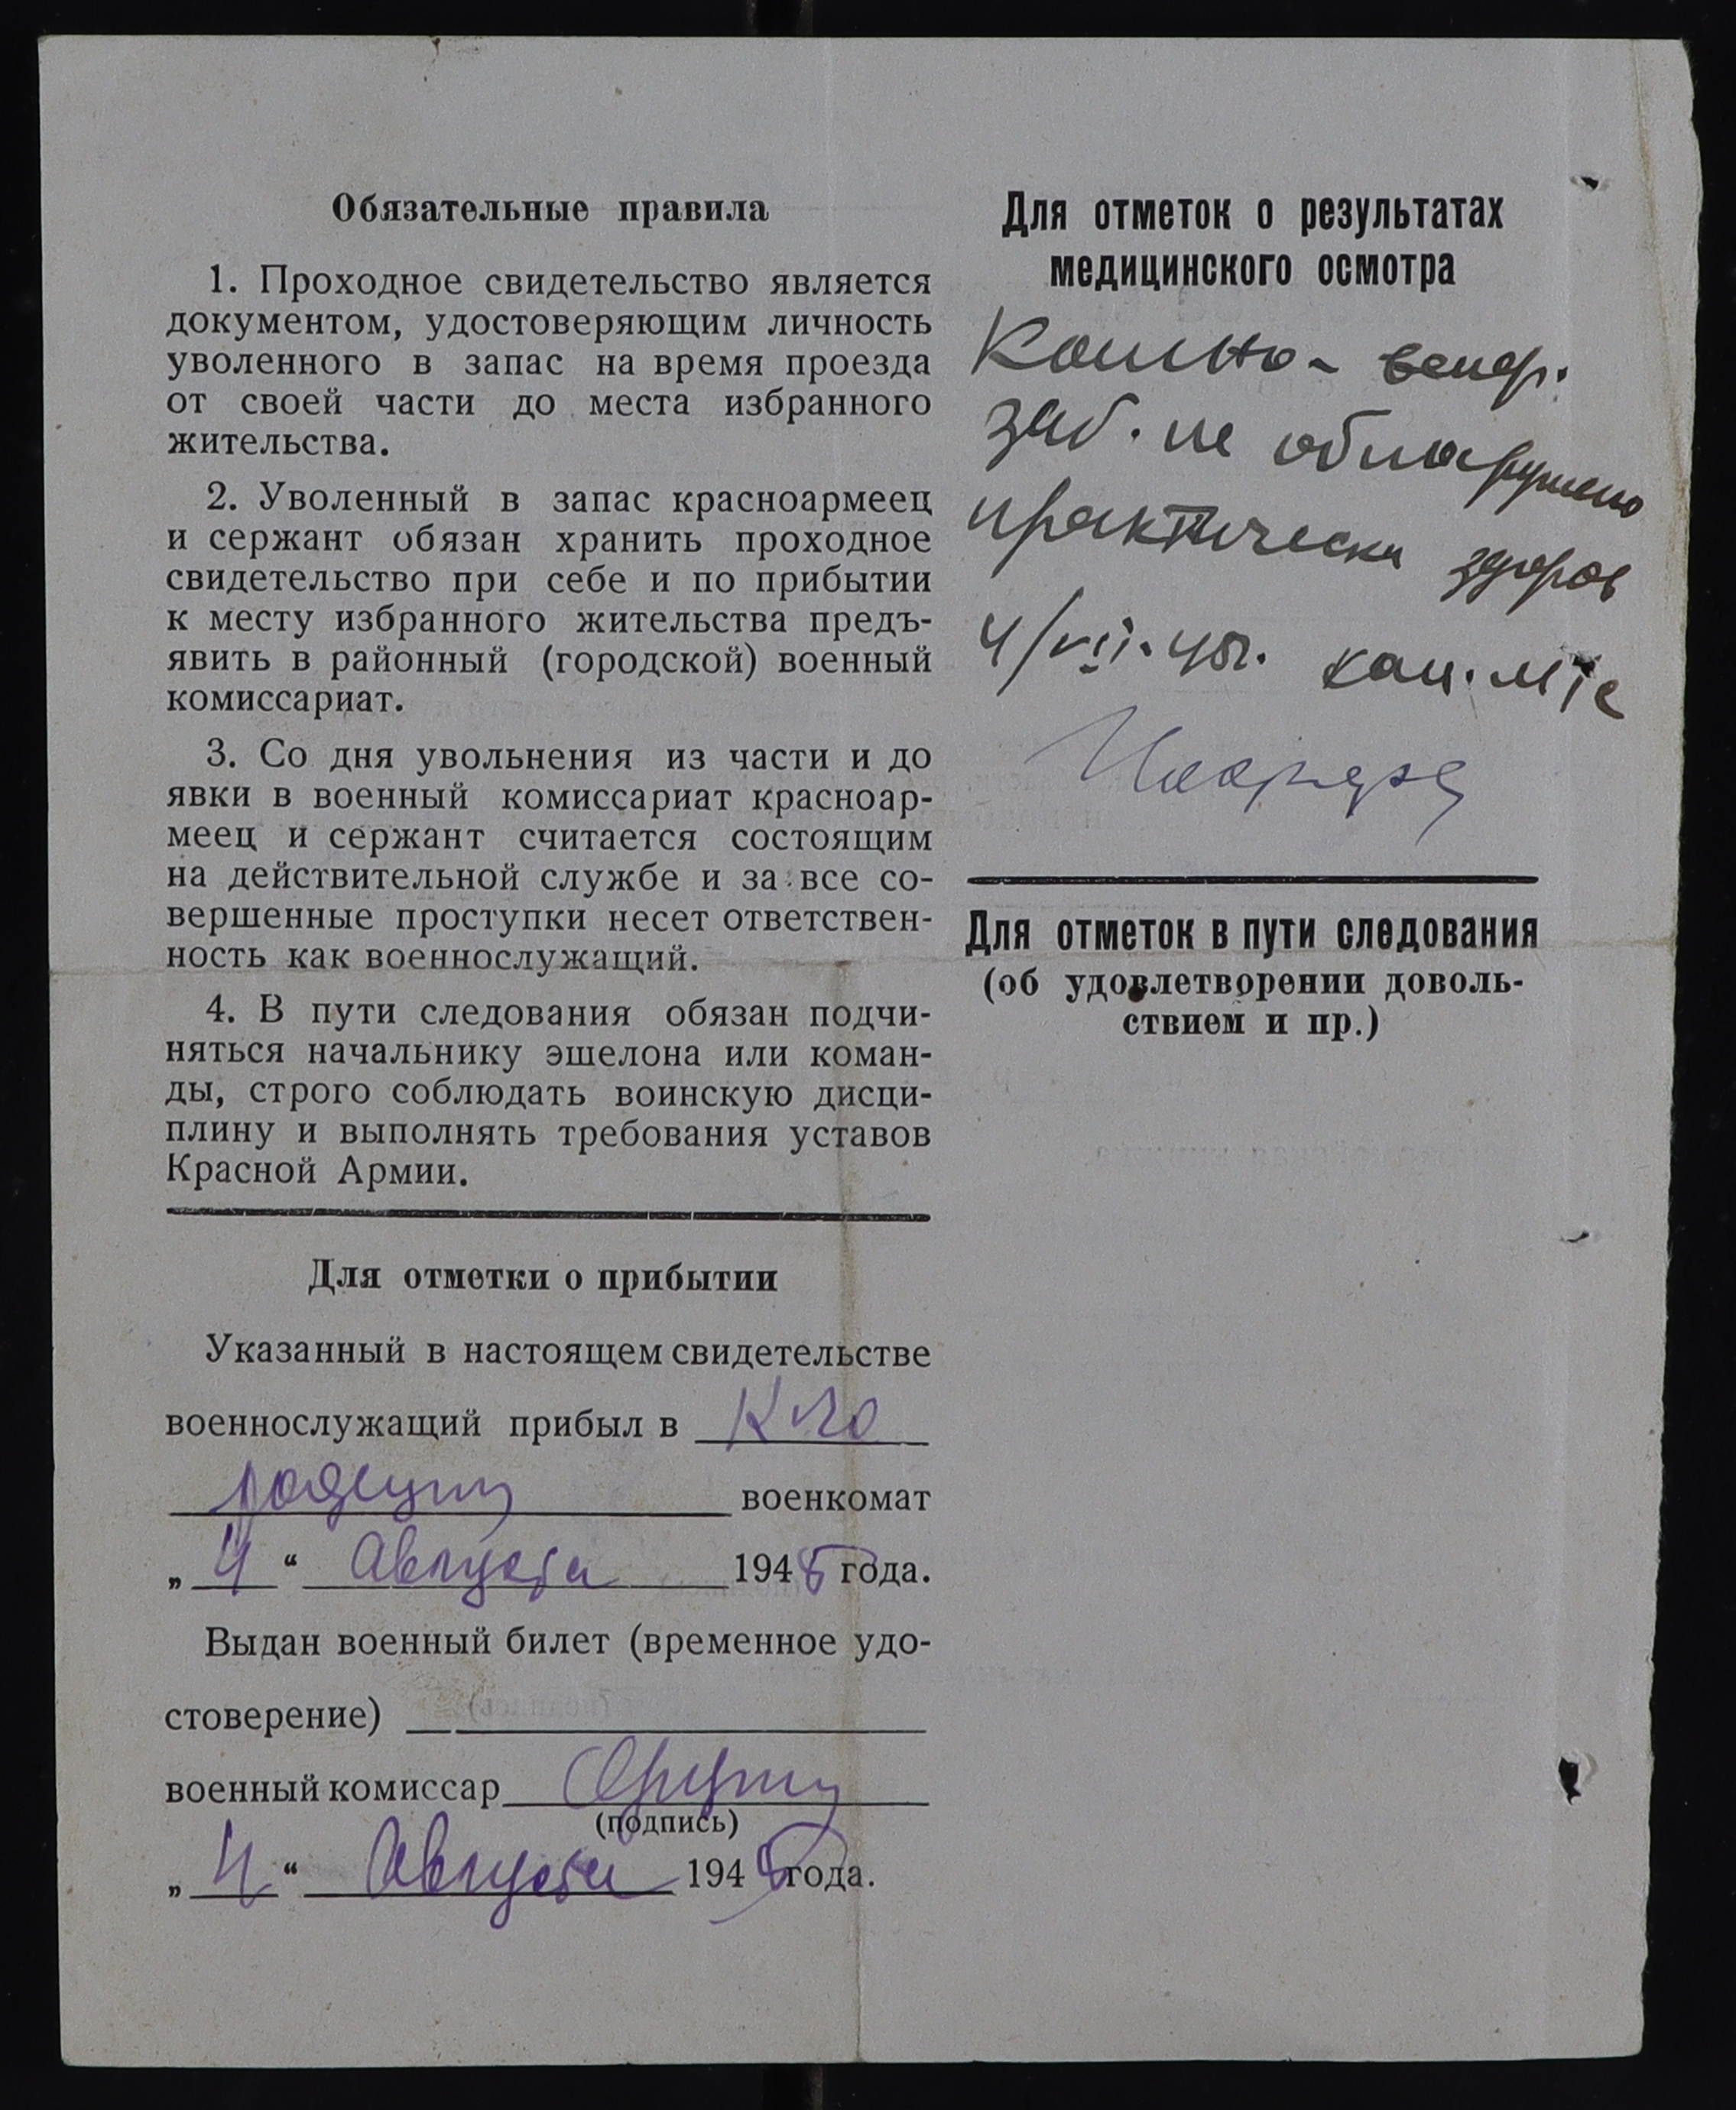 Обязательные правила
1. Проходное свидетельство является
документом, удостоверяющим личность
уволенного в запас на время проезда
от своей части до места избранного
жительства.
2. Уволенный в запас красноармеец
и сержант обязан хранить проходное
свидетельство при себе и по прибытии
к месту избранного жительства предъ-
явить в районный (городской) военный
комиссариат.
3. Со дня увольнения из части и до
явки в военный комиссариат красноар-
меец и сержант считается состоящим
на действительной службе и за все со-
вершенные проступки несет ответствен-
ность как военнослужащий.
4. В пути следования обязан подчи-
няться начальнику эшелона или коман-
ды, строго соблюдать воинскую дисци-
плину и выполнять требования уставов
Красной Армии.
Для отметки о прибытии
Указанный в настоящем свидетельстве
военнослужащий прибыл в
военкомат
„ 4 “ Августа 1945 года.
Выдан военный билет (временное удо-
стоверение)
военный комиссар
(подпись)
„ 4 “ Августа 1945 года.
Для отметок о результатах
медицинского осмотра
Кожно - венер.
заб. не обнаружено
практически здоров
4/VII. 45г. кап. м/с
Для отметок в пути следования
(об удовлетворении доволь-
ствием и пр.)